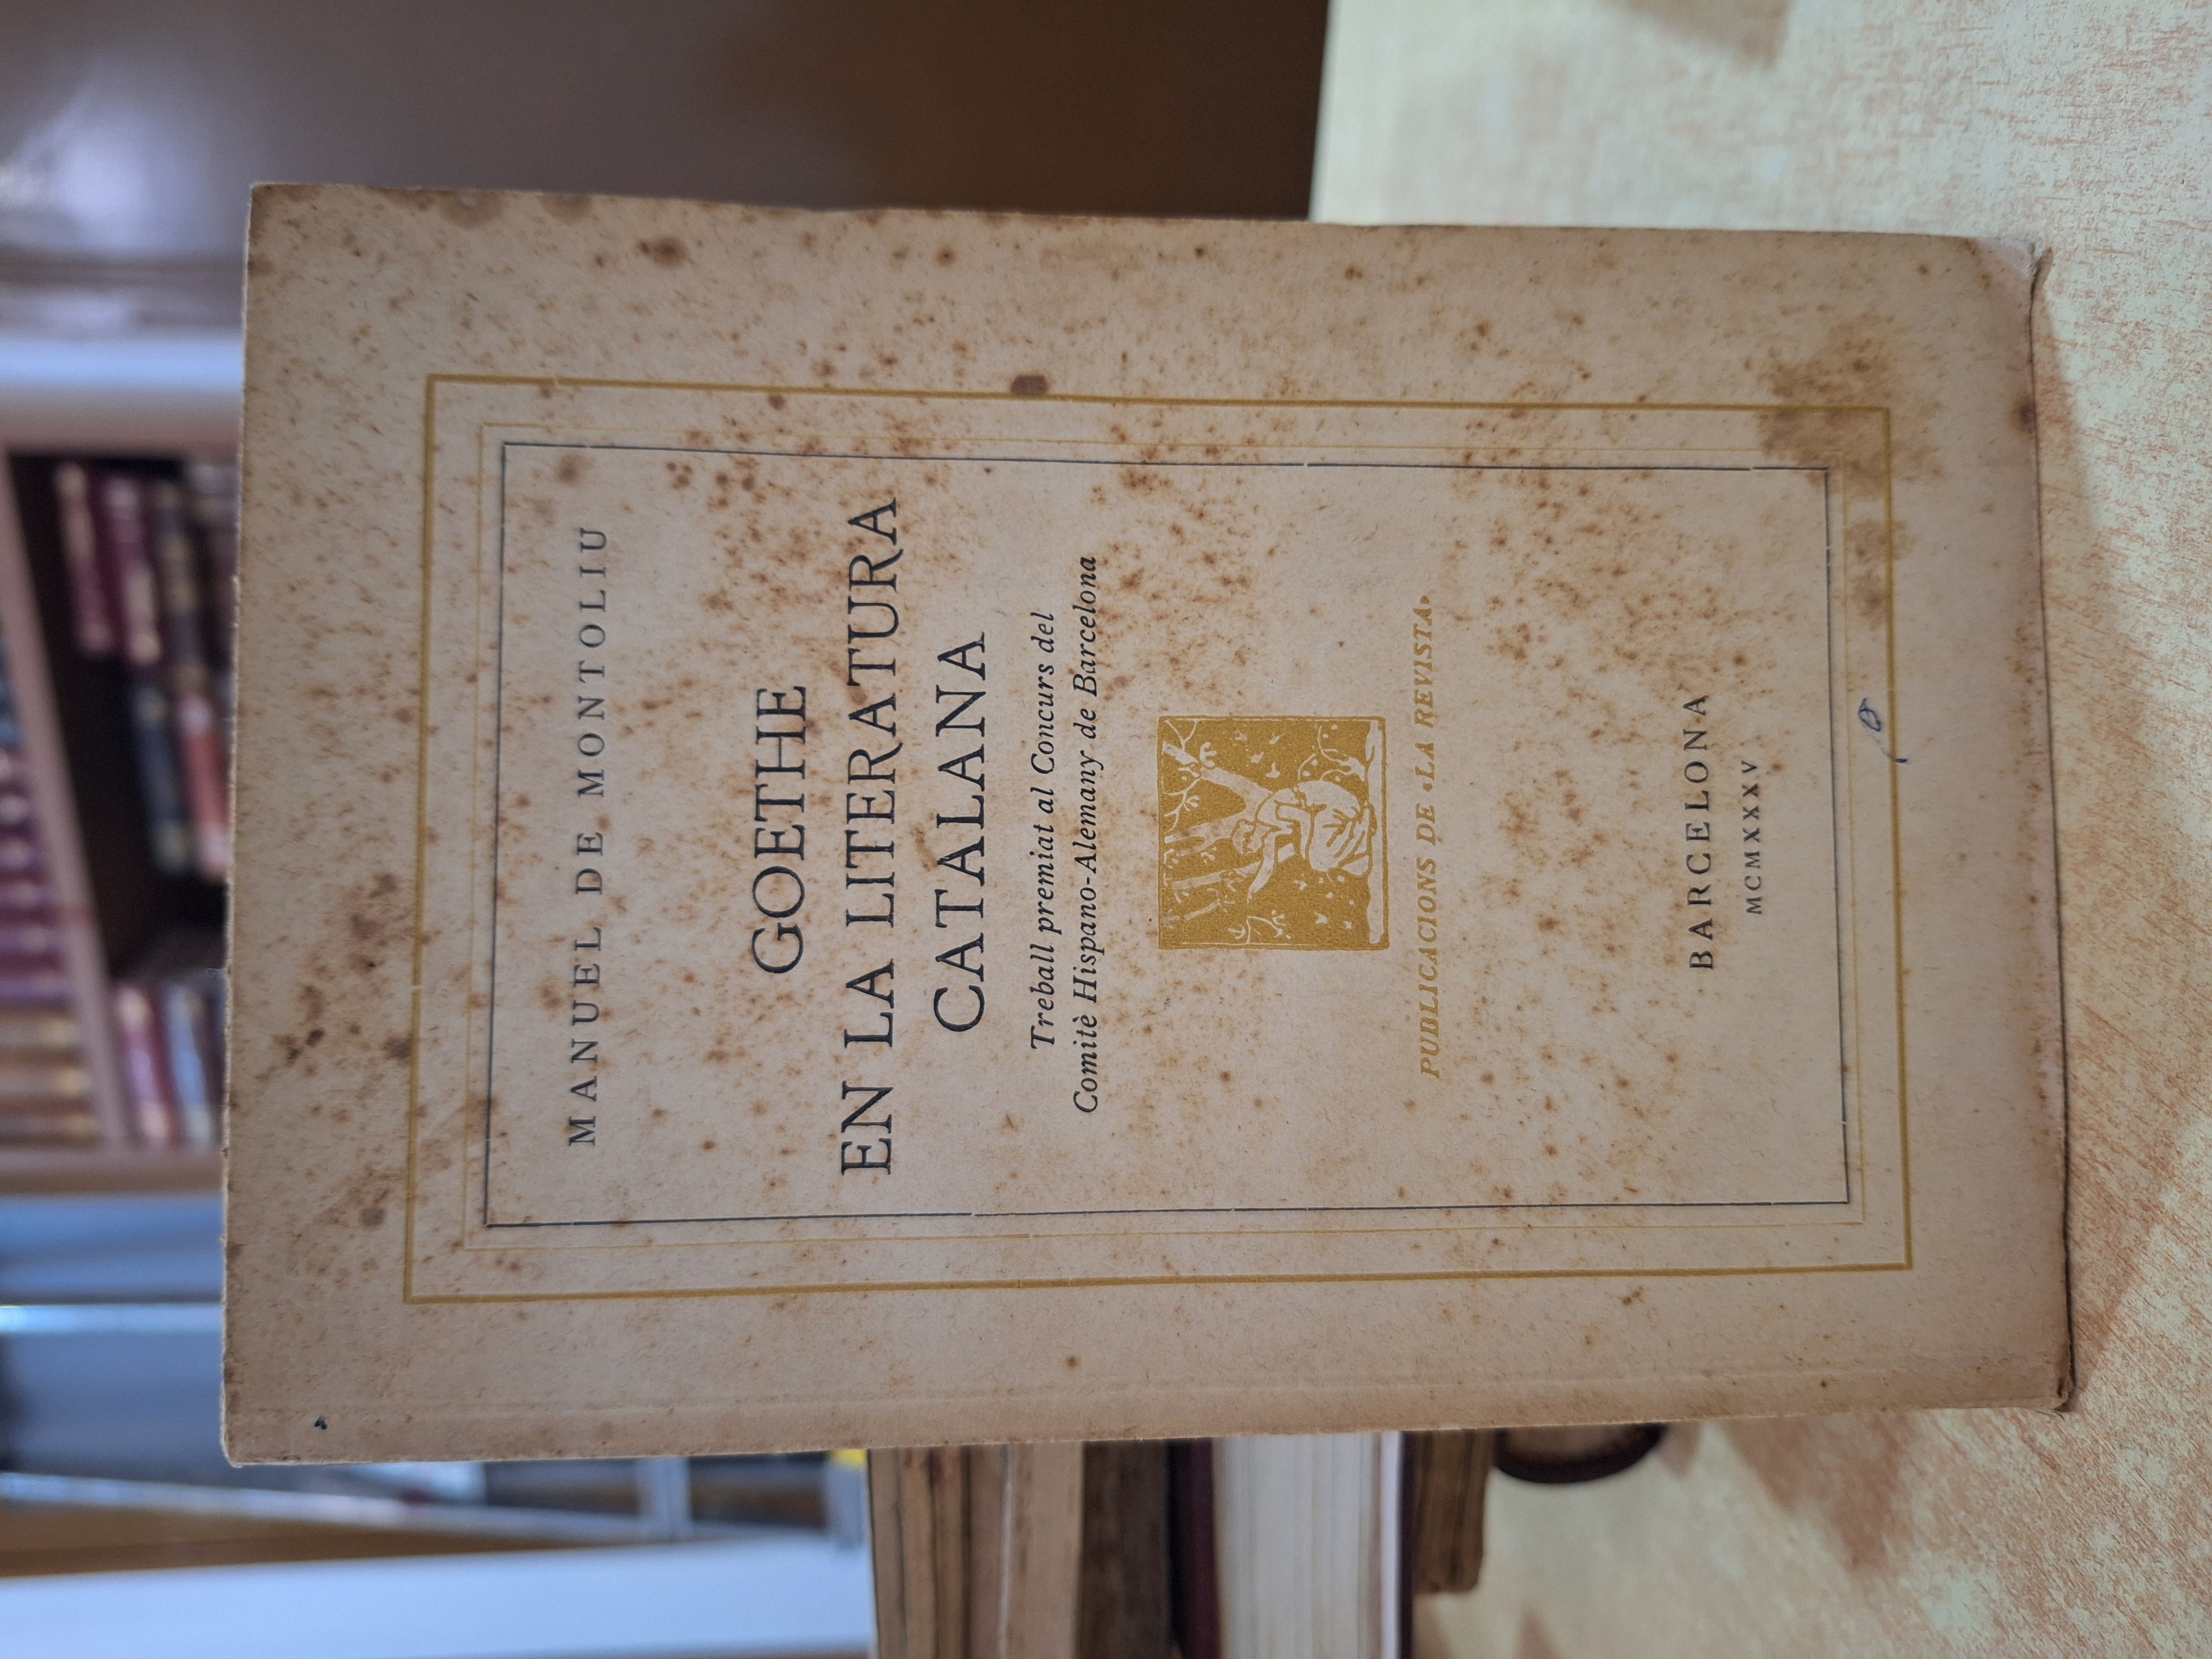 MANUEL DE MONTOLIU
GOETHE
EN LA LITERATURA
CATALANA
Treball premiat al Concurs del
Comitè Hispano-Alemany de Barcelona
PUBLICACIONS DE «LA REVISTA»
BARCELONA
MCMXXXV